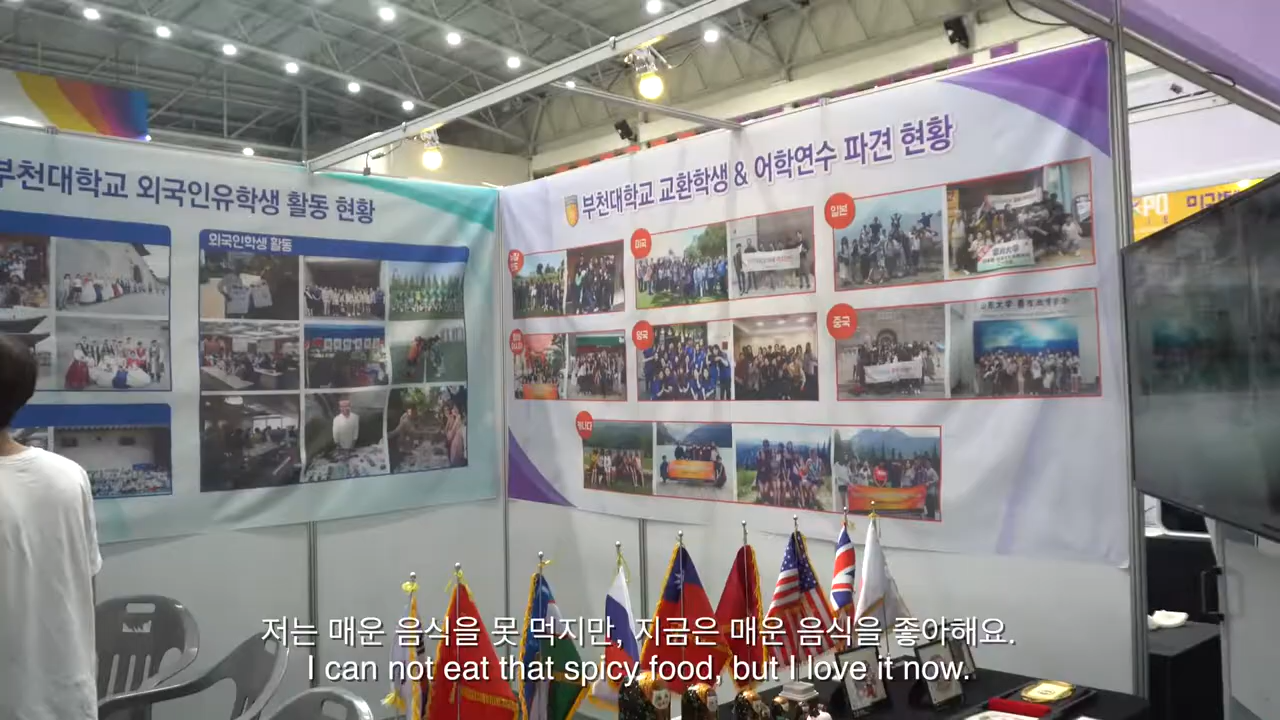 부천대학교 외국인유학생 활동 현황
외국인학생 활동
부천대학교 교환학생 & 어학연수 파견 현황
미국
일본
영국
중국
캐나다
저는 매운 음식을 못 먹지만, 지금은 매운 음식을 좋아해요.
I can not eat that spicy food, but I love it now.